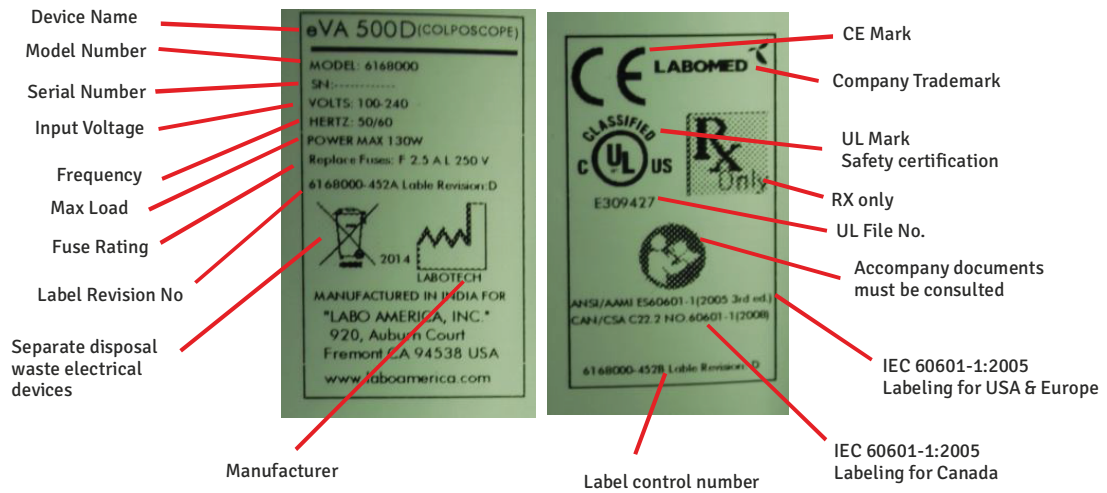 Device Name
Model Number
Serial Number
Input Voltage
Frequency
Max Load
Fuse Rating
Label Revision No
Separate disposal
waste electrical
devices
Manufacturer
eVA 500D (COLPOSCOPE)
MODEL: 6168000
SN:-----------
VOLTS: 100-240
HERTZ: 50/60
POWER MAX 130W
Replace Fuses: F 2.5 A L 250 V
6168000-452A Lable Revision:D
2014
LABOTECH
MANUFACTURED IN INDIA FOR
"LABO AMERICA, INC."
920, Auburn Court
Fremont CA 94538 USA
www.laboamerica.com
CE
LABOMED
CLASSIFIED
C UL US
Rx
Only
E309427
ANSI/AAMI ES60601-1(2005 3rd ed.)
CAN/CSA C22.2 NO.60601-1(2008)
6168000-452B Lable Revision:D
CE Mark
Company Trademark
UL Mark
Safety certification
RX only
UL File No.
Accompany documents
must be consulted
IEC 60601-1:2005
Labeling for USA & Europe
IEC 60601-1:2005
Labeling for Canada
Label control number